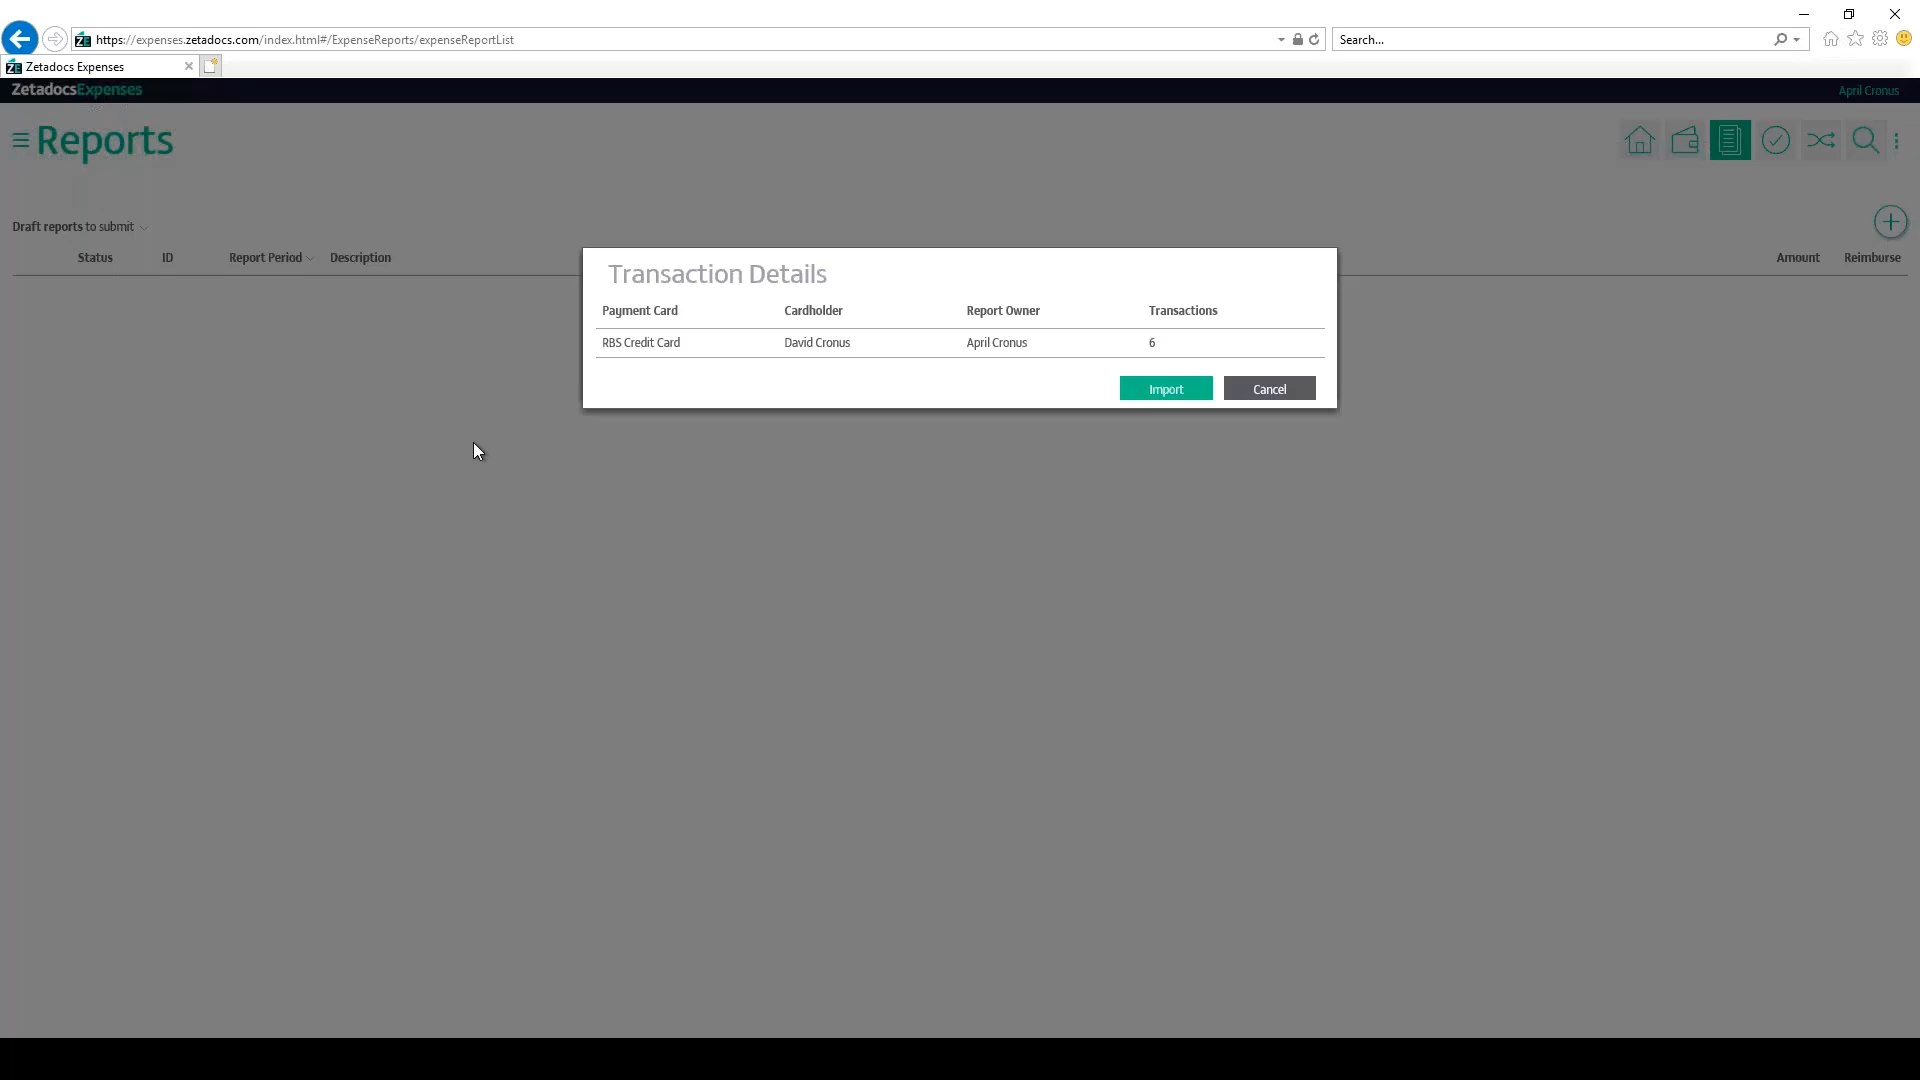 https://expenses.zetadocs.com/index.html#/ExpenseReports/expenseReportList
Search...
ZE Zetadocs Expenses
ZetadocsExpenses
April Cronus
Reports
Draft reports to submit
Status ID Report Period Description Amount Reimburse
Transaction Details
Payment Card Cardholder Report Owner Transactions
RBS Credit Card David Cronus April Cronus 6
Import Cancel